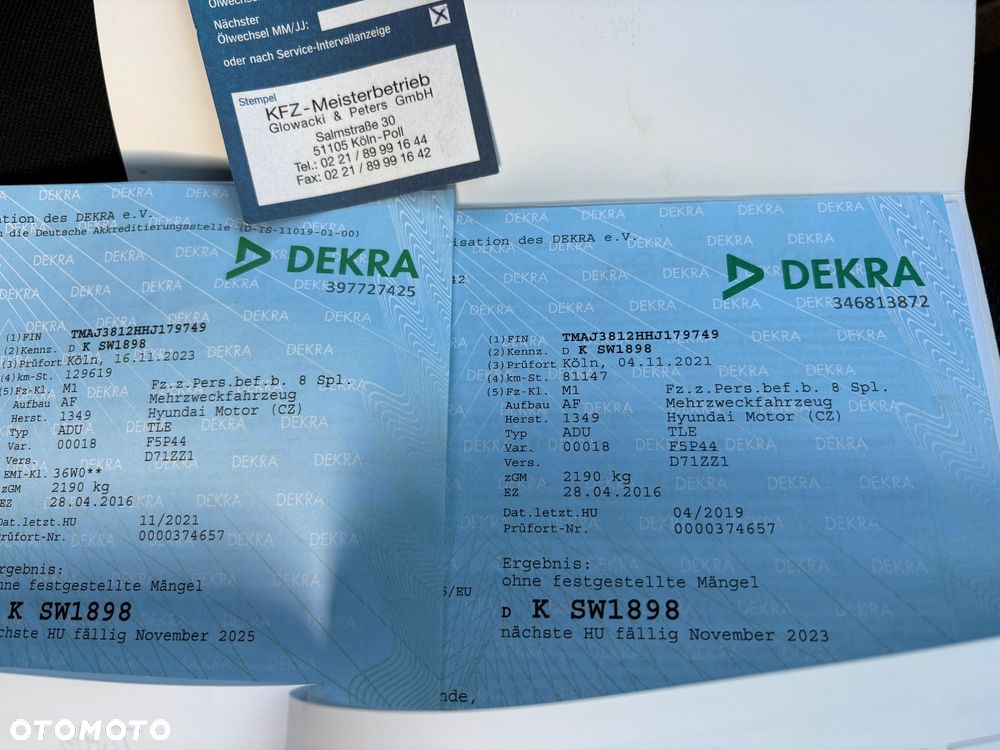 Ölwechsel
Nächster
Ölwechsel MM/JJ:
oder nach Service-Intervallanzeige
Stempel
KFZ-Meisterbetrieb
Glowacki & Peters GmbH
Salmstraße 30
51105 Köln-Poll
Tel.: 02 21 / 89 99 16 44
Fax: 02 21 / 89 99 16 42
ation des DEKRA e.V.
die Deutsche Akkreditierungsstelle (D-IS-11019-01-00)
DEKRA
397727425
(1)FIN TMAJ3812HHJ179749
(2)Kennz. D K SW1898
(3)Prüfort Köln, 16.11.2023
(4)km-St. 129619
(5)Fz-Kl. M1 Fz.z.Pers.bef.b. 8 Spl.
Aufbau AF Mehrzweckfahrzeug
Herst. 1349 Hyundai Motor (CZ)
Typ ADU TLE
Var. 00018 F5P44
Vers. D71ZZ1
EMI-Kl. 36W0**
zGM 2190 kg
EZ 28.04.2016
Dat.letzt.HU 11/2021
Prüfort-Nr. 0000374657
Ergebnis:
ohne festgestellte Mängel
K SW1898
nächste HU fällig November 2025
isation des DEKRA e.V.
42
DEKRA
346813872
(1)FIN TMAJ3812HHJ179749
(2)Kennz. D K SW1898
(3)Prüfort Köln, 04.11.2021
(4)km-St. 81147
(5)Fz-Kl. M1 Fz.z.Pers.bef.b. 8 Spl.
Aufbau AF Mehrzweckfahrzeug
Herst. 1349 Hyundai Motor (CZ)
Typ ADU TLE
Var. 00018 F5P44
Vers. D71ZZ1
zGM 2190 kg
EZ 28.04.2016
Dat.letzt.HU 04/2019
Prüfort-Nr. 0000374657
Ergebnis:
ohne festgestellte Mängel
5/EU
D K SW1898
nächste HU fällig November 2023
nde,
OTOMOTO